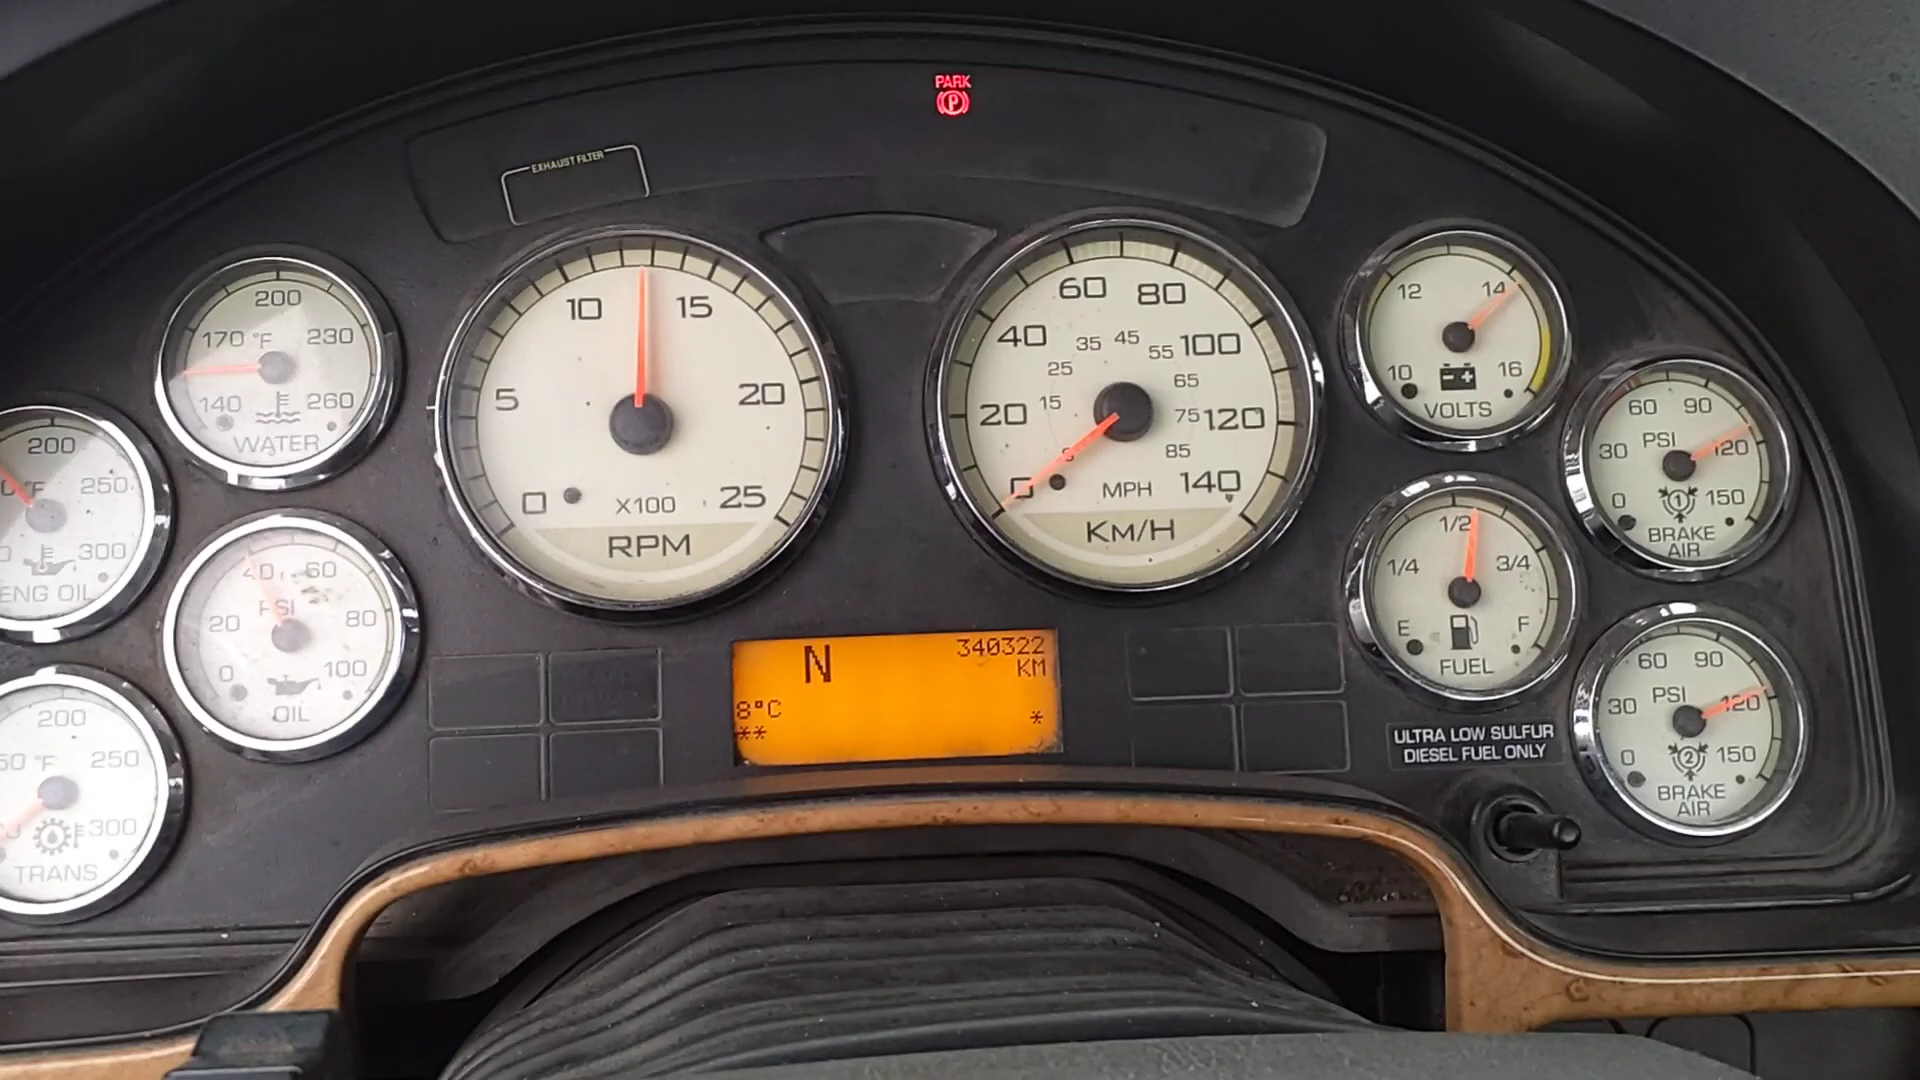 PARK
P
EXHAUST FILTER
200
170 °F 230
140 260
WATER
10 15
5 20
0 X100 25
RPM
60 80
40 35 45 55 100
25 65
20 15 75 120
85
0 MPH 140
Km/H
12 14
10 16
VOLTS
60 90
PSI
30 120
0 1 150
BRAKE
AIR
200
°F 250
300
ENG OIL
40 60
PSI
20 80
0 100
OIL
1/2
1/4 3/4
E F
FUEL
N 340322
KM
8°C
** *
200
°F 250
300
TRANS
ULTRA LOW SULFUR
DIESEL FUEL ONLY
60 90
PSI
30 120
0 2 150
BRAKE
AIR